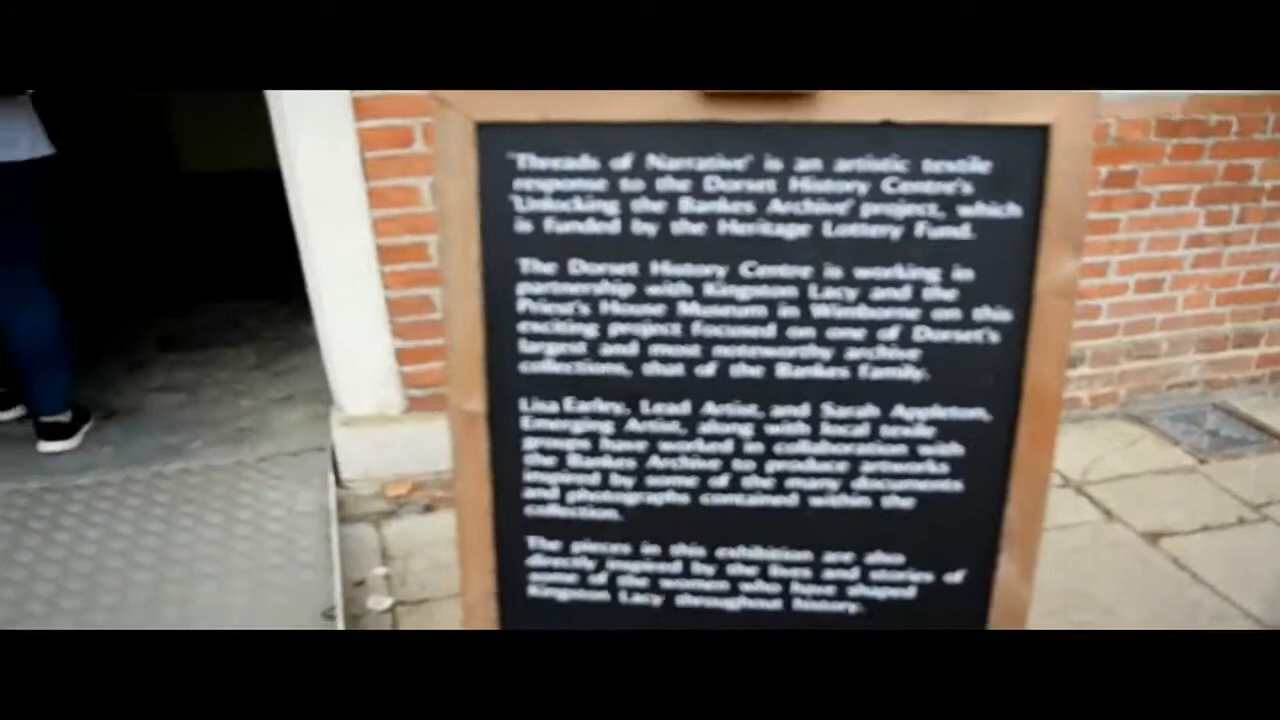 'Threads of Narrative' is an artistic textile
response to the Dorset History Centre's
'Unlocking the Bankes Archive' project, which
is funded by the Heritage Lottery Fund.
The Dorset History Centre is working in
partnership with Kingston Lacy and the
Priest's House Museum in Wimborne on this
exciting project focused on one of Dorset's
largest and most noteworthy archive
collections, that of the Bankes family.
Lisa Earley, Lead Artist, and Sarah Appleton,
Emerging Artist, along with local textile
groups have worked in collaboration with
the Bankes Archive to produce artworks
inspired by some of the many documents
and photographs contained within the
collection.
The pieces in this exhibition are also
directly inspired by the lives and stories of
some of the women who have shaped
Kingston Lacy throughout history.